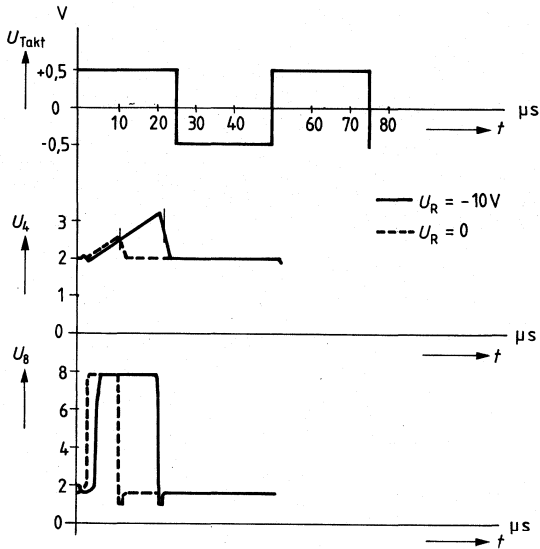 V
U_Takt
+0,5
0
-0,5
10 20 30 40 60 70 80
µs
t
U_4
3
2
1
0
U_R = -10 V
U_R = 0
µs
t
U_8
8
6
4
2
0
µs
t